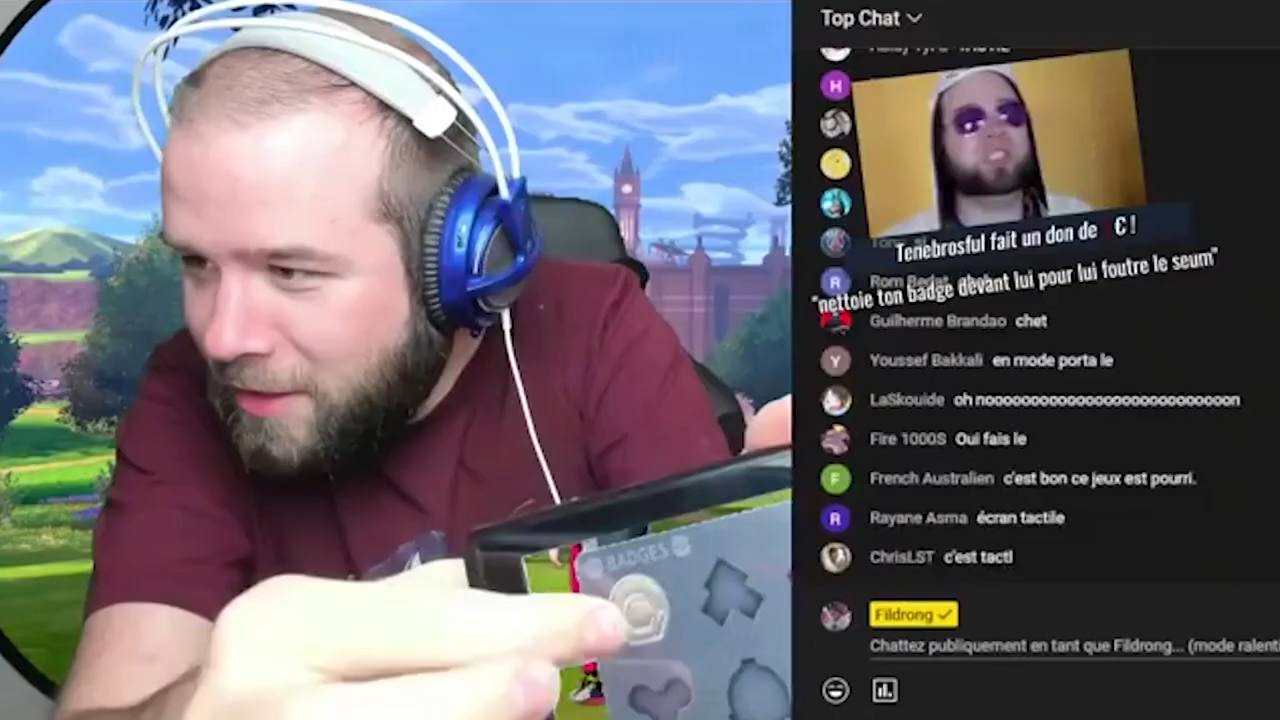 Top Chat
H
Tenebrosful fait un don de € !
"nettoie ton badge devant lui pour lui foutre le seum"
R
Guilherme Brandao chet
Y Youssef Bakkali en mode porta le
LaSkouide oh nooooooooooooooooooooooooooooon
Fire 1000S Oui fais le
F French Australien c'est bon ce jeux est pourri.
R Rayane Asma écran tactile
ChrisLST c'est tactl
Fildrong
Chattez publiquement en tant que Fildrong... (mode ralenti
BADGES